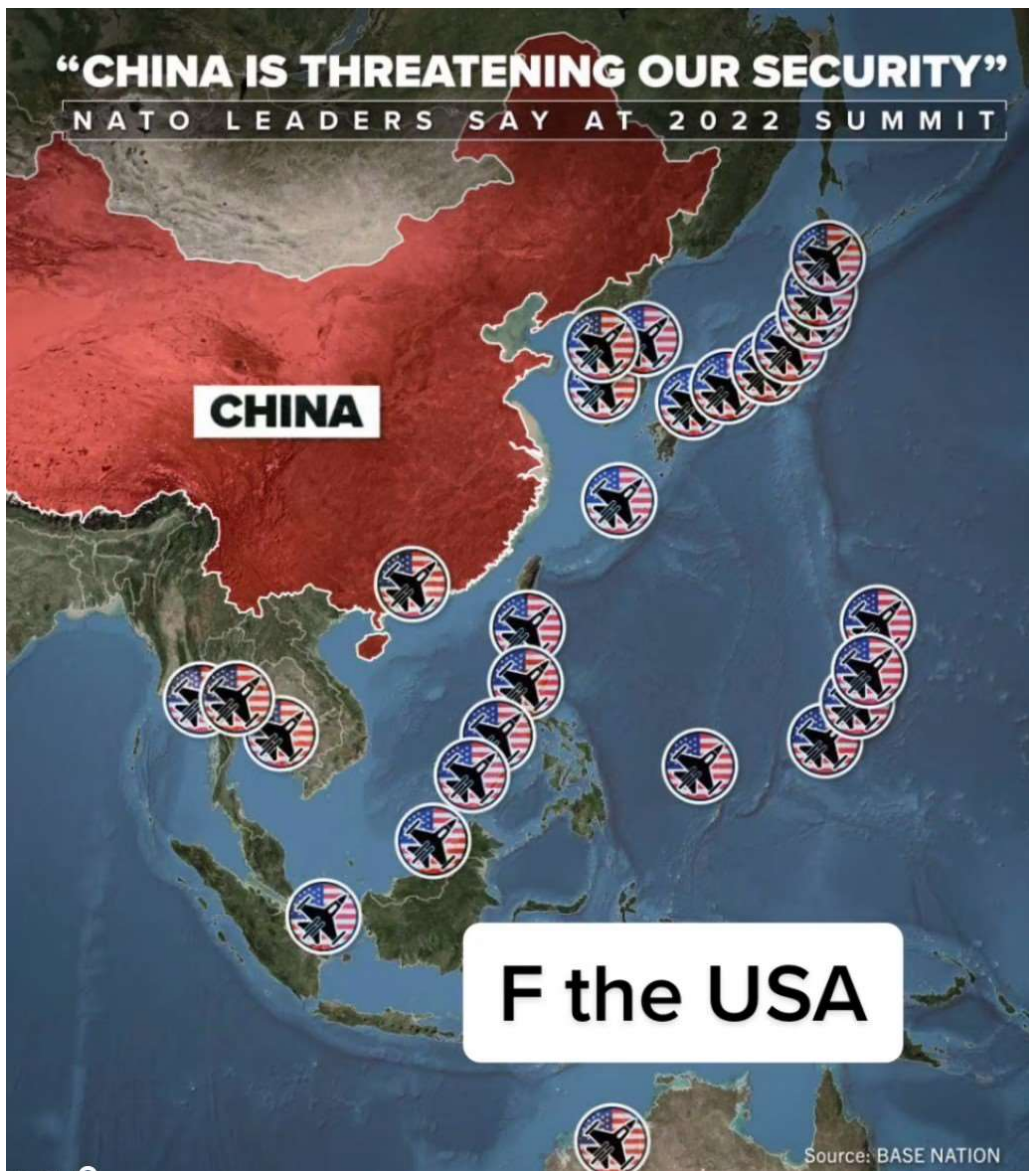 “CHINA IS THREATENING OUR SECURITY”
NATO LEADERS SAY AT 2022 SUMMIT
CHINA
F the USA
Source: BASE NATION